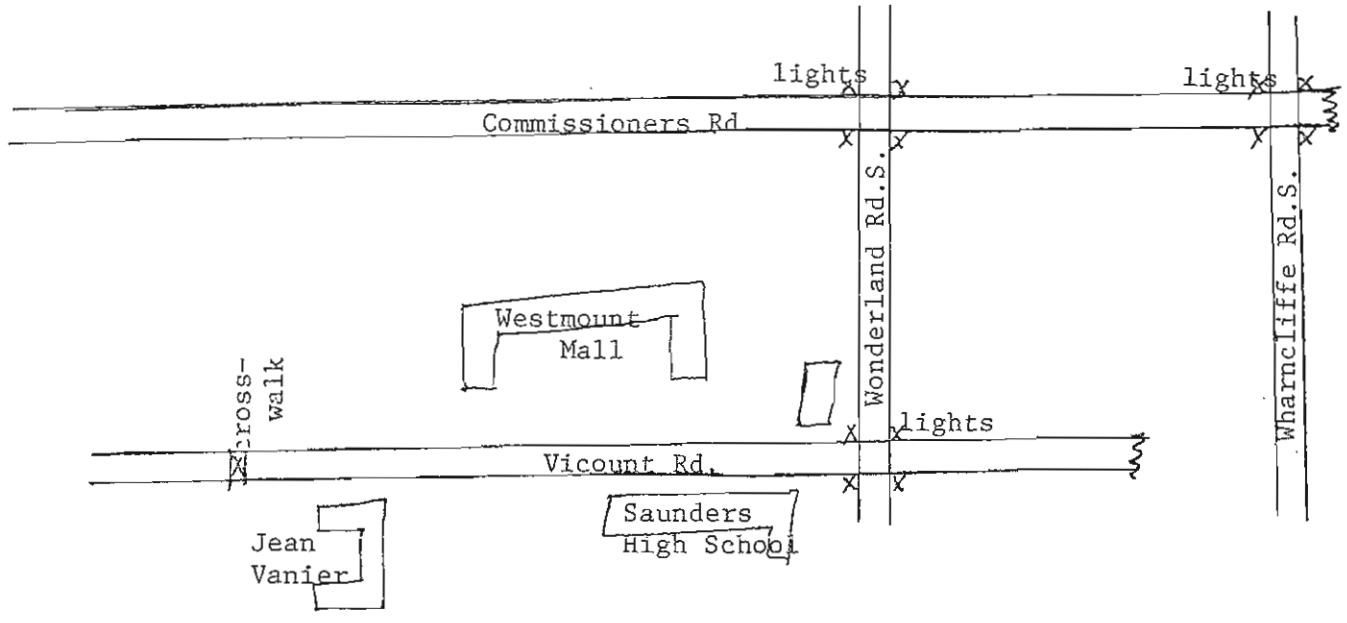 lights
lights
Commissioners Rd
Wonderland Rd.S.
Wharncliffe Rd.S.
Westmount
Mall
cross-
walk
lights
Vicount Rd.
Saunders
High School
Jean
Vanier